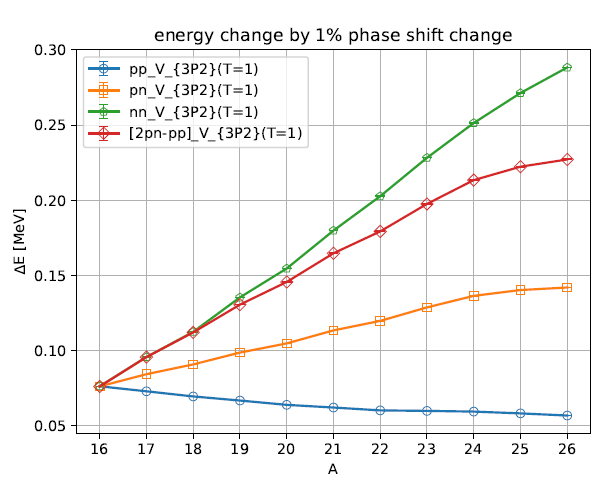 energy change by 1% phase shift change
pp_V_{3P2}(T=1)
pn_V_{3P2}(T=1)
nn_V_{3P2}(T=1)
[2pn-pp]_V_{3P2}(T=1)
ΔE [MeV]
0.30
0.25
0.20
0.15
0.10
0.05
16 17 18 19 20 21 22 23 24 25 26
A